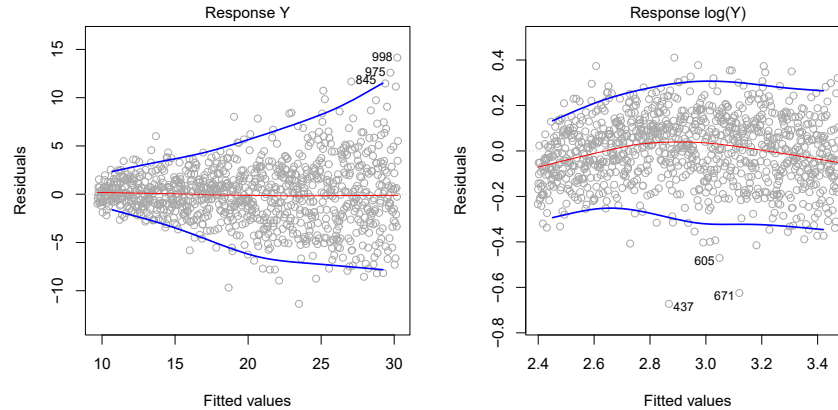 Response Y
Residuals
15
10
5
0
−5
−10
998
975
845
10 15 20 25 30
Fitted values
Response log(Y)
Residuals
0.4
0.2
0.0
−0.2
−0.4
−0.6
−0.8
605
671
437
2.4 2.6 2.8 3.0 3.2 3.4
Fitted values